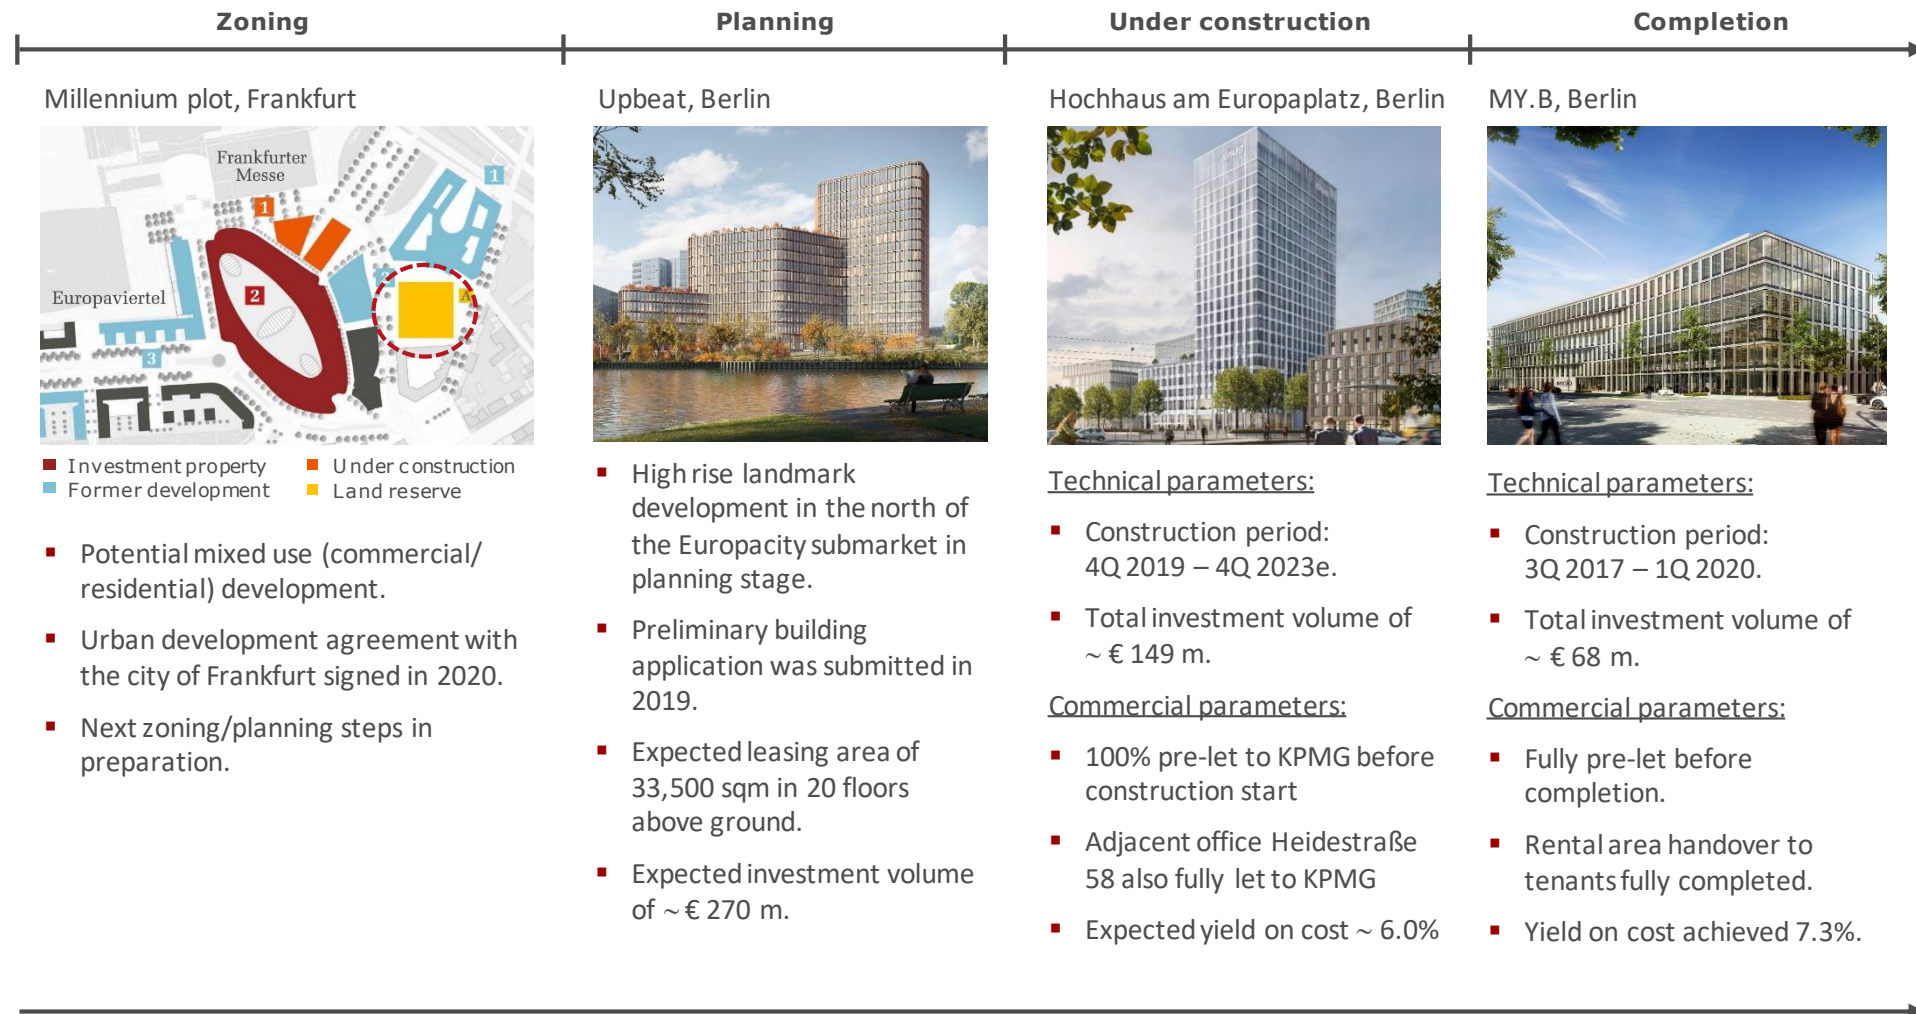 Zoning
Planning
Under construction
Completion
Millennium plot, Frankfurt
Frankfurter
Messe
1
1
2
2
A
Europaviertel
3
Investment property
Under construction
Former development
Land reserve
Potential mixed use (commercial/
residential) development.
Urban development agreement with
the city of Frankfurt signed in 2020.
Next zoning/planning steps in
preparation.
Upbeat, Berlin
High rise landmark
development in the north of
the Europacity submarket in
planning stage.
Preliminary building
application was submitted in
2019.
Expected leasing area of
33,500 sqm in 20 floors
above ground.
Expected investment volume
of ~ € 270 m.
Hochhaus am Europaplatz, Berlin
KPMG
Technical parameters:
Construction period:
4Q 2019 – 4Q 2023e.
Total investment volume of
~ € 149 m.
Commercial parameters:
100% pre-let to KPMG before
construction start
Adjacent office Heidestraße
58 also fully let to KPMG
Expected yield on cost ~ 6.0%
MY.B, Berlin
Technical parameters:
Construction period:
3Q 2017 – 1Q 2020.
Total investment volume of
~ € 68 m.
Commercial parameters:
Fully pre-let before
completion.
Rental area handover to
tenants fully completed.
Yield on cost achieved 7.3%.